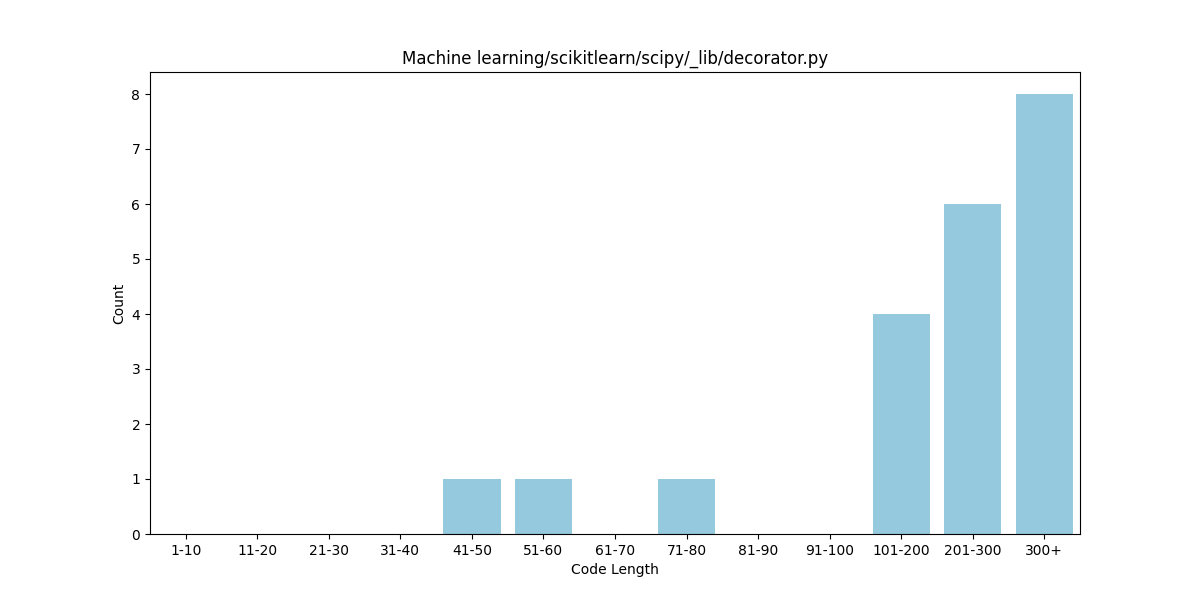 Machine learning/scikitlearn/scipy/_lib/decorator.py
8
7
6
5
4
3
2
1
0
Count
1-10 11-20 21-30 31-40 41-50 51-60 61-70 71-80 81-90 91-100 101-200 201-300 300+
Code Length